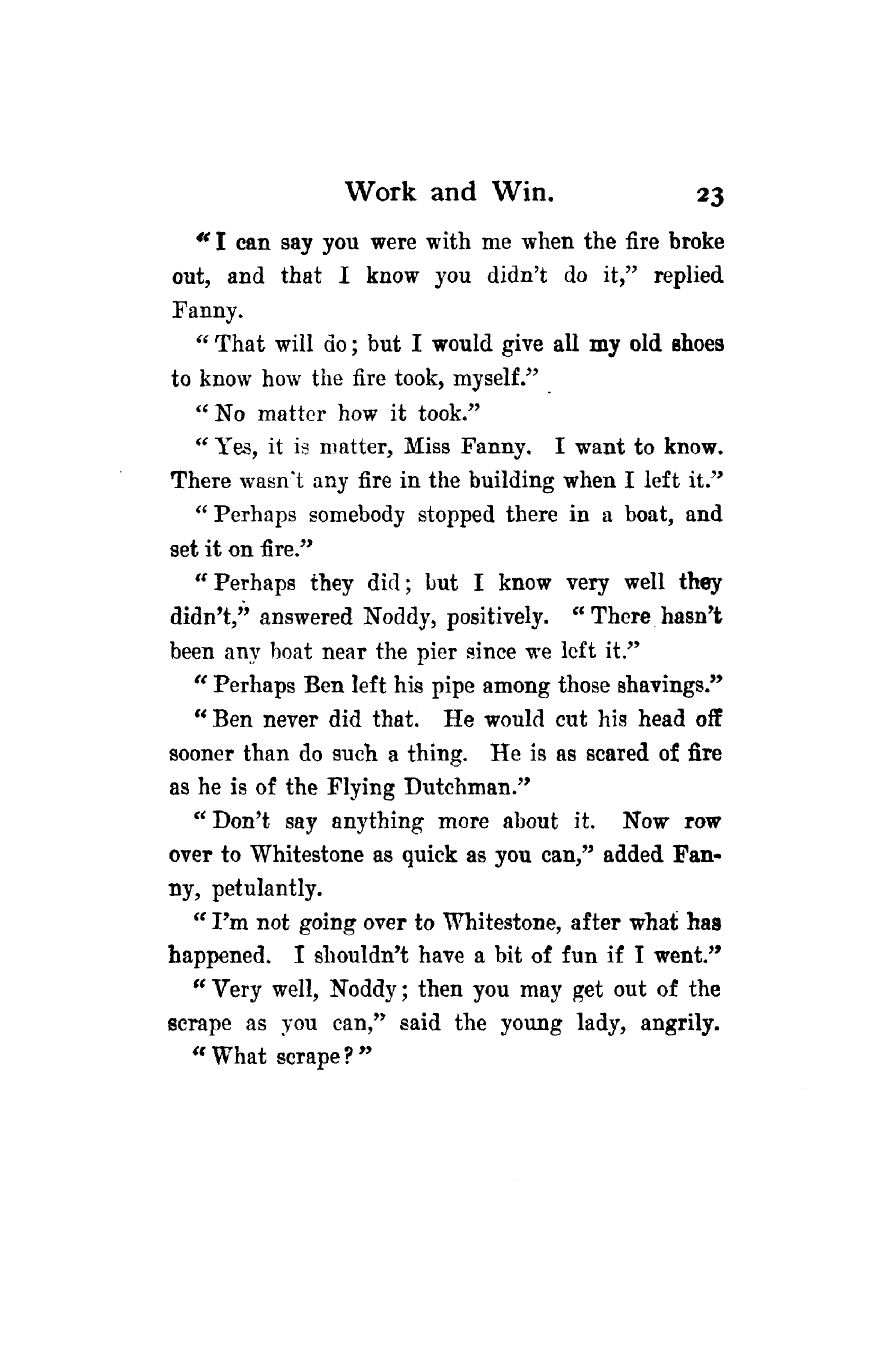 Work and Win. 23
“I can say you were with me when the fire broke
out, and that I know you didn’t do it,” replied
Fanny.
“That will do; but I would give all my old shoes
to know how the fire took, myself.”
“No matter how it took.”
“Yes, it is matter, Miss Fanny. I want to know.
There wasn’t any fire in the building when I left it.”
“Perhaps somebody stopped there in a boat, and
set it on fire.”
“Perhaps they did; but I know very well they
didn’t,” answered Noddy, positively. “There hasn’t
been any boat near the pier since we left it.”
“Perhaps Ben left his pipe among those shavings.”
“Ben never did that. He would cut his head off
sooner than do such a thing. He is as scared of fire
as he is of the Flying Dutchman.”
“Don’t say anything more about it. Now row
over to Whitestone as quick as you can,” added Fan-
ny, petulantly.
“I’m not going over to Whitestone, after what has
happened. I shouldn’t have a bit of fun if I went.”
“Very well, Noddy; then you may get out of the
scrape as you can,” said the young lady, angrily.
“What scrape?”